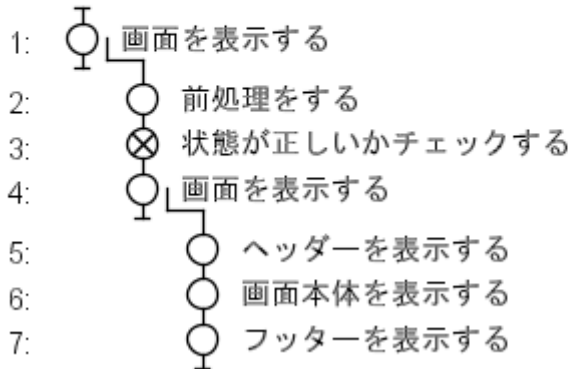 1: 画面を表示する
2: 前処理をする
3: 状態が正しいかチェックする
4: 画面を表示する
5: ヘッダーを表示する
6: 画面本体を表示する
7: フッターを表示する